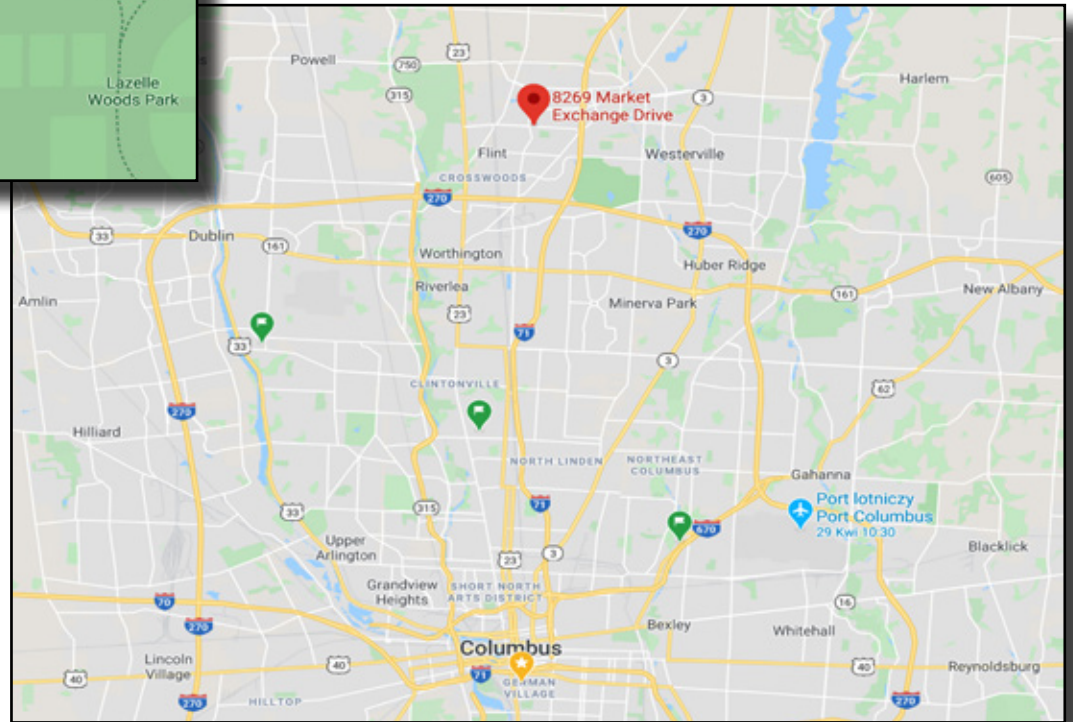 Lazelle
Woods Park
Powell
23
750
315
8269 Market
Exchange Drive
3
Harlem
Flint
Westerville
CROSSWOODS
605
270
33
Dublin
161
270
Worthington
Huber Ridge
Riverlea
Amlin
Minerva Park
161
New Albany
23
71
33
3
CLINTONVILLE
62
270
Hilliard
NORTH LINDEN
NORTHEAST
COLUMBUS
Gahanna
71
315
33
Port lotniczy
Port Columbus
29 Kwi 10:30
670
Upper
Arlington
23
3
Blacklick
Grandview
Heights
SHORT NORTH
ARTS DISTRICT
70
270
16
Bexley
Whitehall
Columbus
Lincoln
Village
40
40
71
40
Reynoldsburg
GERMAN
VILLAGE
270
HILLTOP
270